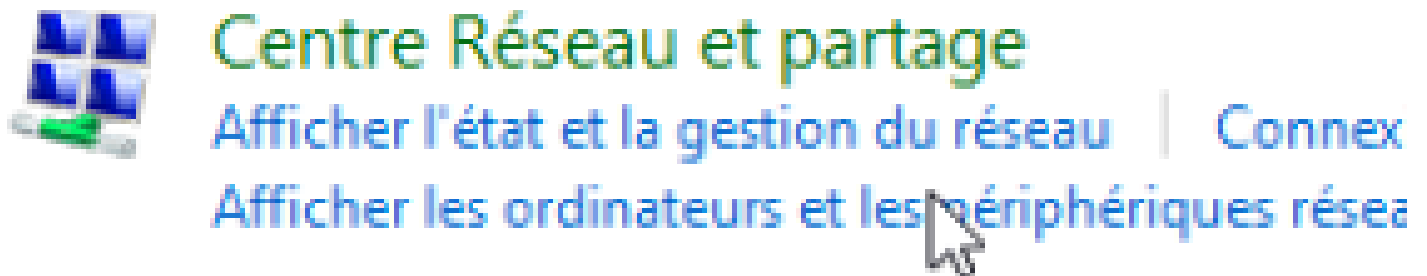 Centre Réseau et partage
Afficher l'état et la gestion du réseau | Connex
Afficher les ordinateurs et les périphériques résea